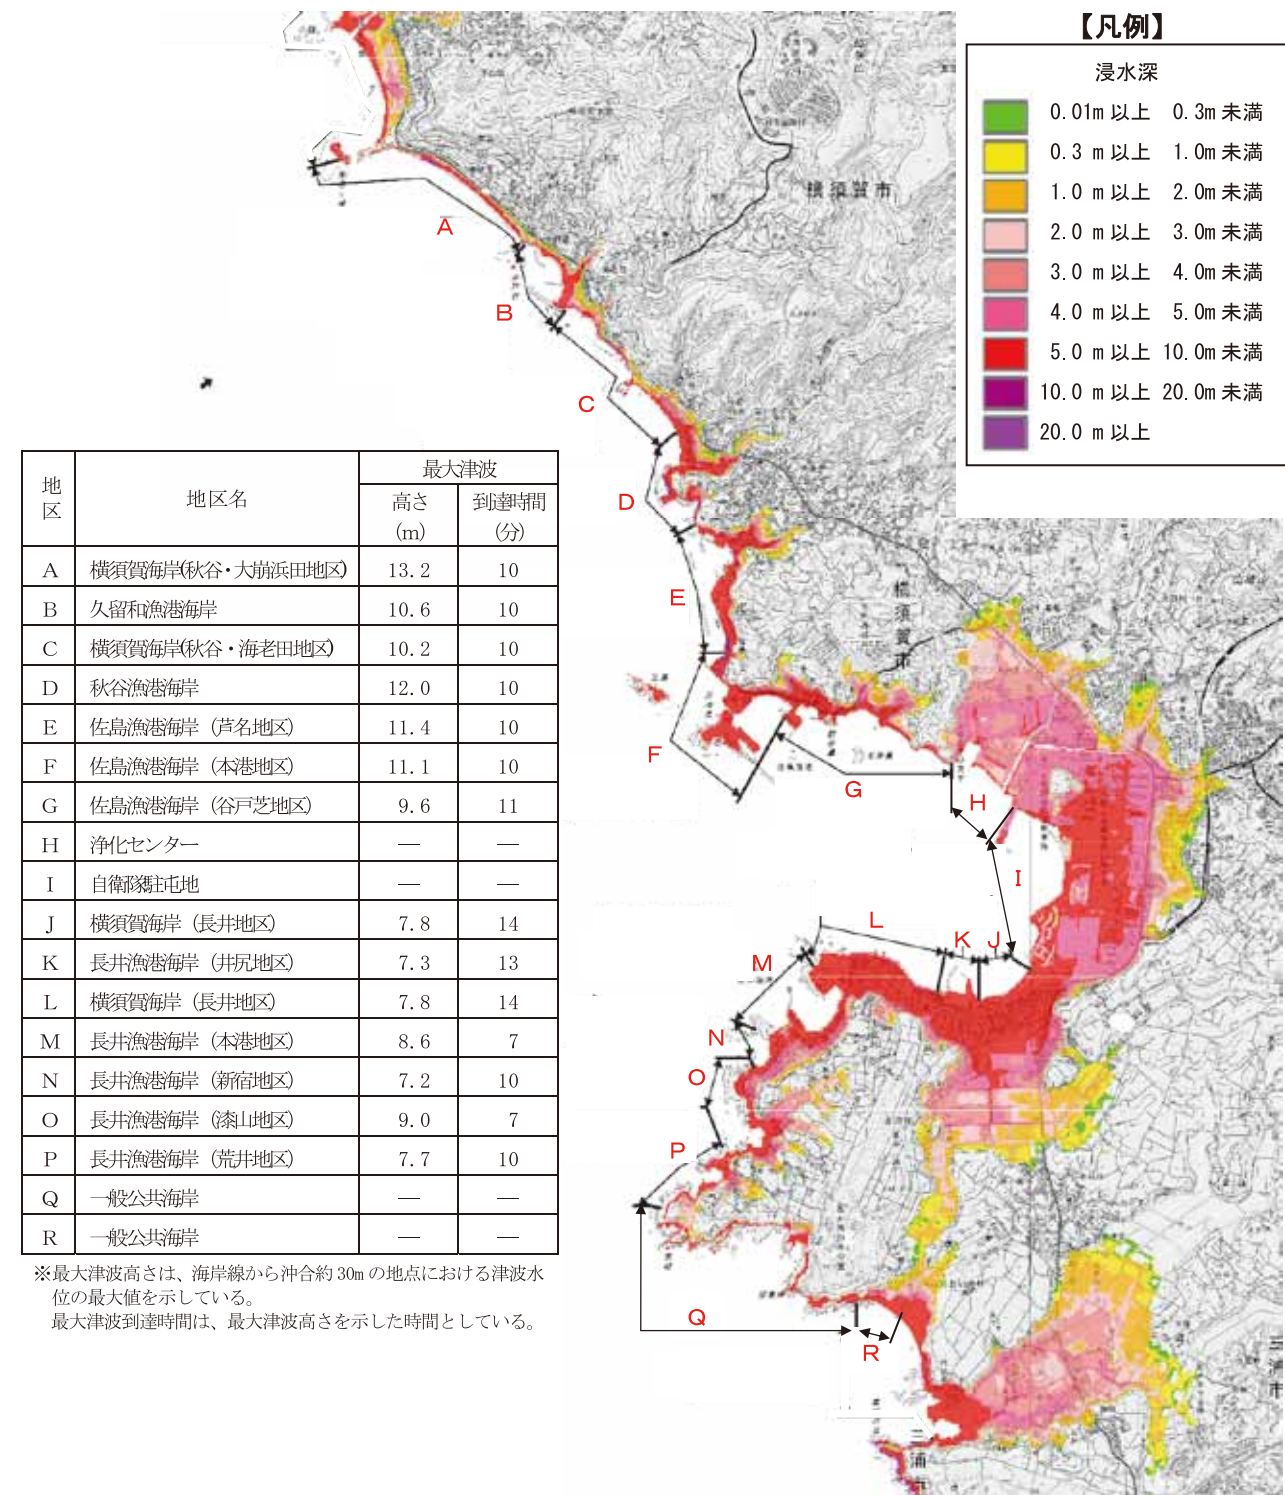 【凡例】
浸水深
0.01m 以上 0.3m 未満
0.3 m 以上 1.0m 未満
1.0 m 以上 2.0m 未満
2.0 m 以上 3.0m 未満
3.0 m 以上 4.0m 未満
4.0 m 以上 5.0m 未満
5.0 m 以上 10.0m 未満
10.0 m 以上 20.0m 未満
20.0 m 以上
横須賀市
A
B
C
D
E
F
G
H
I
J
K
L
M
N
O
P
Q
R
横須賀市
三浦市
三浦
地区 地区名 最大津波
高さ(m) 到達時間(分)
A 横須賀海岸(秋谷・大崩浜田地区) 13.2 10
B 久留和漁港海岸 10.6 10
C 横須賀海岸(秋谷・海老田地区) 10.2 10
D 秋谷漁港海岸 12.0 10
E 佐島漁港海岸(芦名地区) 11.4 10
F 佐島漁港海岸(本港地区) 11.1 10
G 佐島漁港海岸(谷戸芝地区) 9.6 11
H 浄化センター ― ―
I 自衛隊駐屯地 ― ―
J 横須賀海岸(長井地区) 7.8 14
K 長井漁港海岸(井尻地区) 7.3 13
L 横須賀海岸(長井地区) 7.8 14
M 長井漁港海岸(本港地区) 8.6 7
N 長井漁港海岸(新宿地区) 7.2 10
O 長井漁港海岸(漆山地区) 9.0 7
P 長井漁港海岸(荒井地区) 7.7 10
Q 一般公共海岸 ― ―
R 一般公共海岸 ― ―
※最大津波高さは、海岸線から沖合約30mの地点における津波水
位の最大値を示している。
最大津波到達時間は、最大津波高さを示した時間としている。